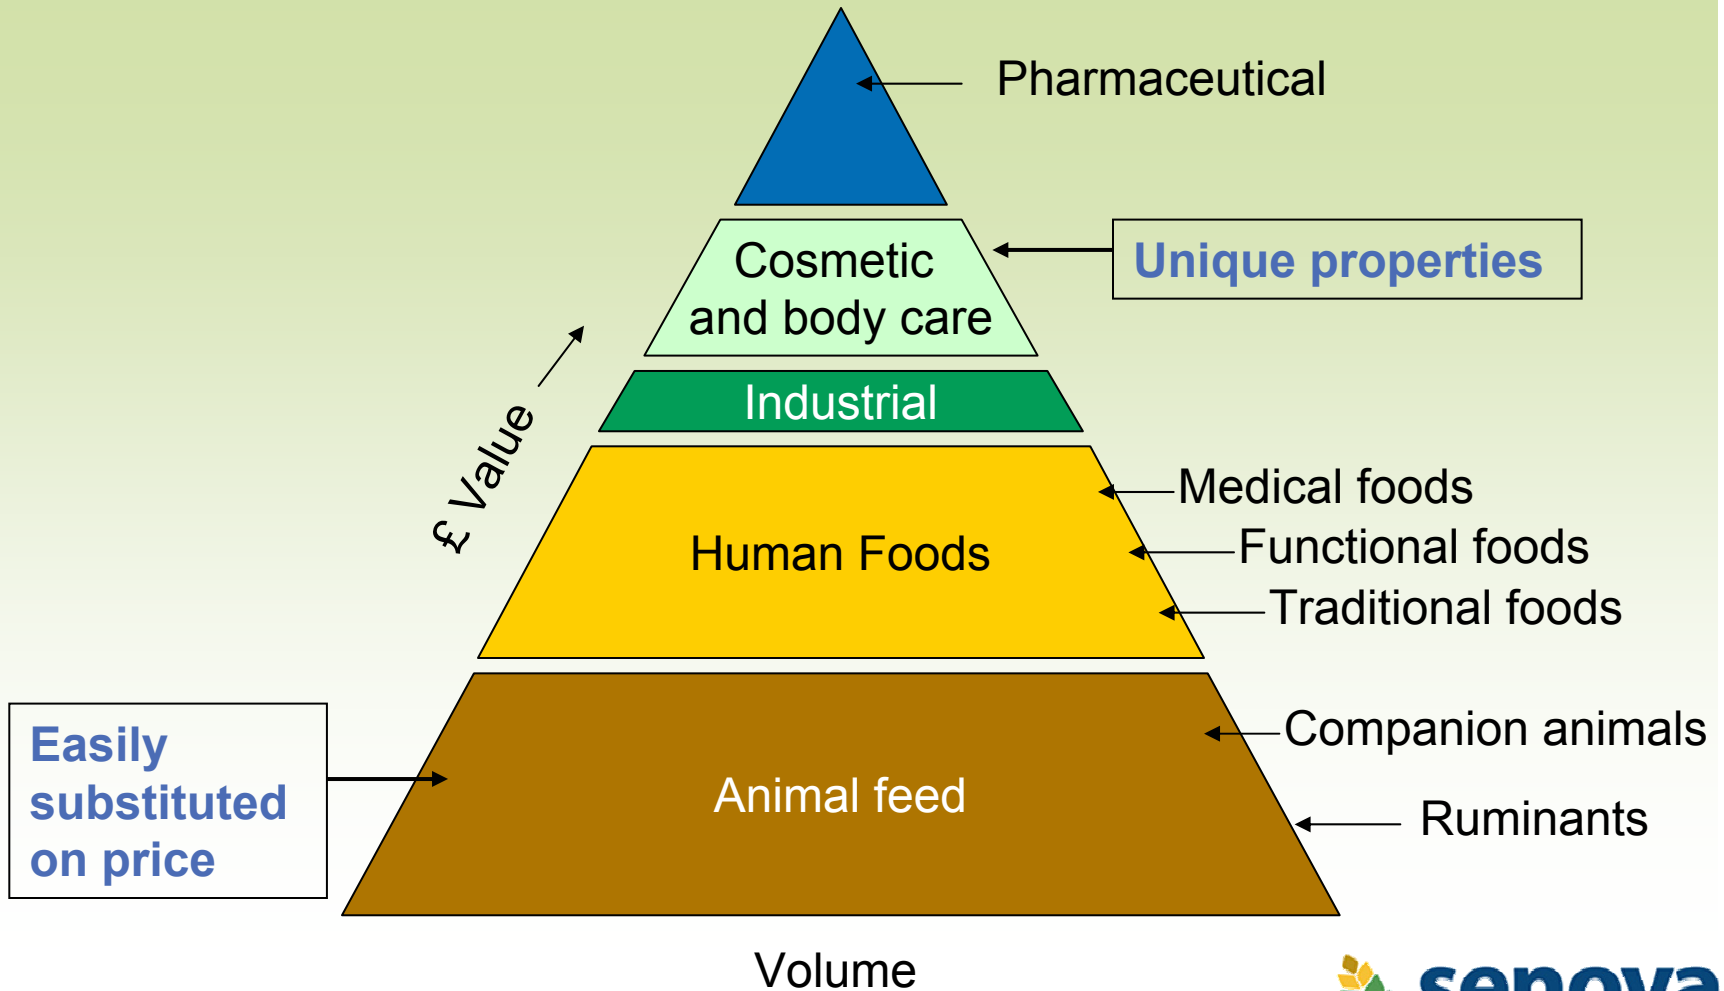 Pharmaceutical
Cosmetic
and body care
Unique properties
£ Value
Industrial
Human Foods
Medical foods
Functional foods
Traditional foods
Easily
substituted
on price
Animal feed
Companion animals
Ruminants
Volume
senova